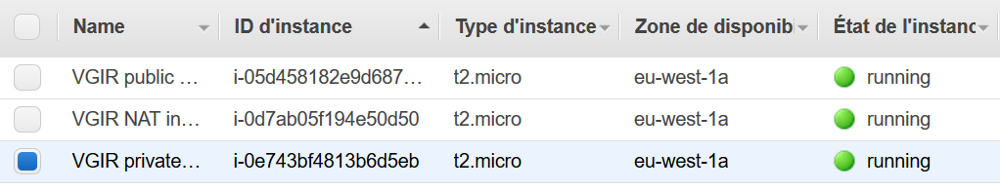 Name ID d'instance Type d'instance Zone de disponib État de l'instanc
VGIR public … i-05d458182e9d687… t2.micro eu-west-1a running
VGIR NAT in… i-0d7ab05f194e50d50 t2.micro eu-west-1a running
VGIR private… i-0e743bf4813b6d5eb t2.micro eu-west-1a running